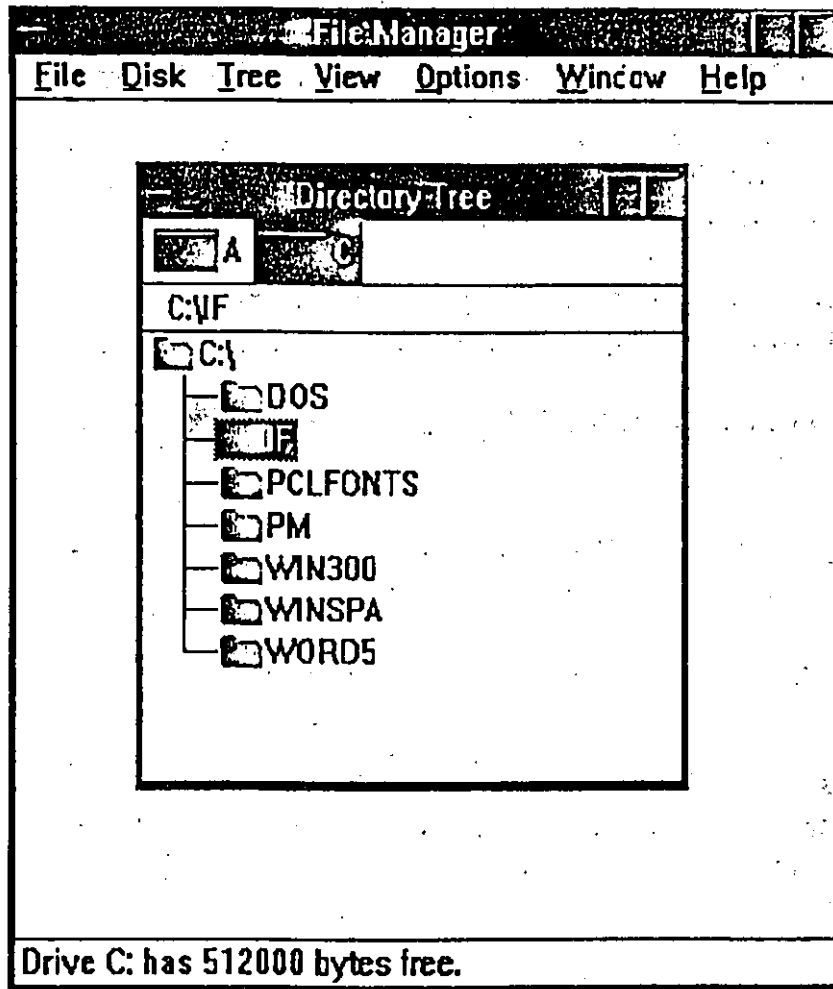 File Manager
File Disk Tree View Options Window Help
Directory Tree
A C
C:\IF
C:\
DOS
IF
PCLFONTS
PM
WIN300
WINSPA
WORD5
Drive C: has 512000 bytes free.